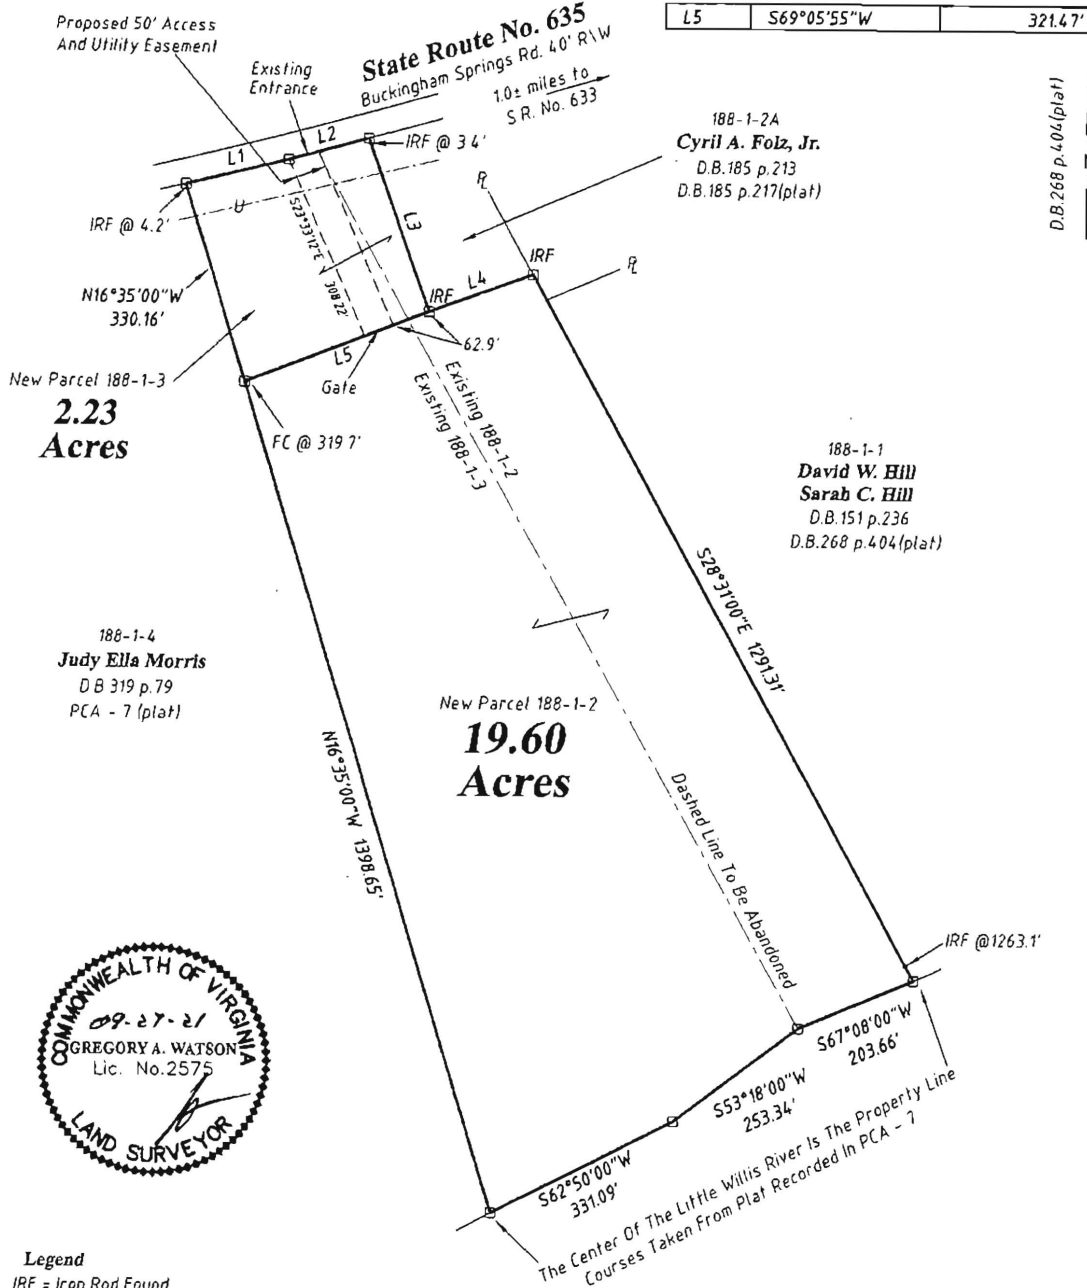 L5 S69°05'55"W 321.47'
Proposed 50' Access
And Utility Easement
Existing
Entrance
State Route No. 635
Buckingham Springs Rd. 40' R\W
1.0± miles to
S.R. No. 633
D.B.268 p.404(plat)
188-1-2A
Cyril A. Folz, Jr.
D.B.185 p.213
D.B.185 p.217(plat)
L1
L2
IRF @ 3.4'
IRF @ 4.2'
U
S23°33'12"E
308.22'
L3
PL
IRF
L4
IRF
PL
N16°35'00"W
330.16'
62.9'
L5
Gate
New Parcel 188-1-3
2.23
Acres
FC @ 319.7'
Existing 188-1-2
Existing 188-1-3
188-1-1
David W. Hill
Sarah C. Hill
D.B.151 p.236
D.B.268 p.404(plat)
S28°31'00"E 1291.31'
188-1-4
Judy Ella Morris
D B 319 p.79
PCA - 7 (plat)
New Parcel 188-1-2
19.60
Acres
N16°35'00"W 1398.65'
Dashed Line To Be Abandoned
IRF @1263.1'
COMMONWEALTH OF VIRGINIA
09-27-21
GREGORY A. WATSON
Lic. No.2575
LAND SURVEYOR
S67°08'00"W
203.66'
S53°18'00"W
253.34'
S62°50'00"W
331.09'
The Center Of The Little Willis River Is The Property Line
Courses Taken From Plat Recorded In PCA - 7
Legend
IRF = Iron Rod Found